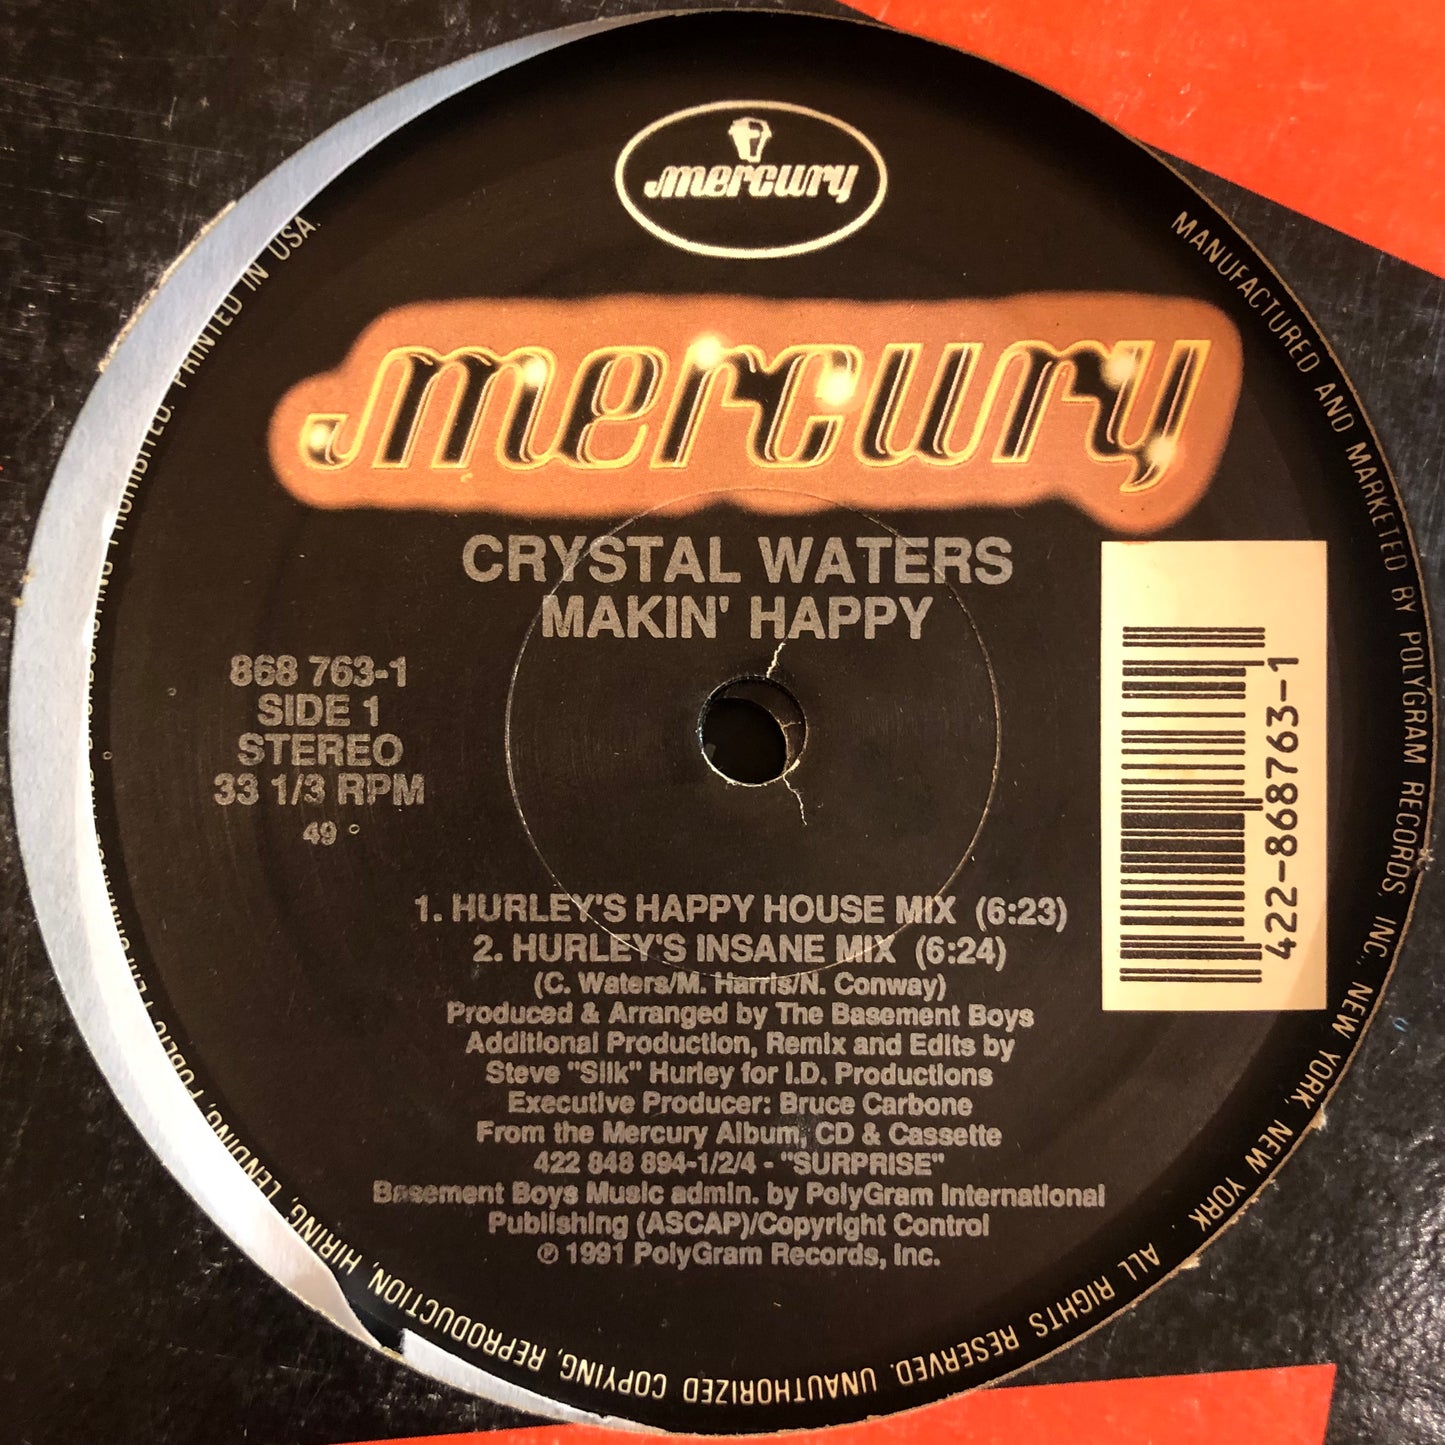 mercury
mercury
CRYSTAL WATERS
MAKIN' HAPPY
868 763-1
SIDE 1
STEREO
33 1/3 RPM
49
422-868763-1
1. HURLEY'S HAPPY HOUSE MIX (6:23)
2. HURLEY'S INSANE MIX (6:24)
(C. Waters/M. Harris/N. Conway)
Produced & Arranged by The Basement Boys
Additional Production, Remix and Edits by
Steve "Silk" Hurley for I.D. Productions
Executive Producer: Bruce Carbone
From the Mercury Album, CD & Cassette
422 848 894-1/2/4 - "SURPRISE"
Basement Boys Music admin. by PolyGram International
Publishing (ASCAP)/Copyright Control
℗ 1991 PolyGram Records, Inc.
MANUFACTURED AND MARKETED BY POLYGRAM RECORDS, INC., NEW YORK, NEW YORK. ALL RIGHTS RESERVED. UNAUTHORIZED COPYING, REPRODUCTION, HIRING, LENDING, PUBLIC PROHIBITED. PRINTED IN USA.